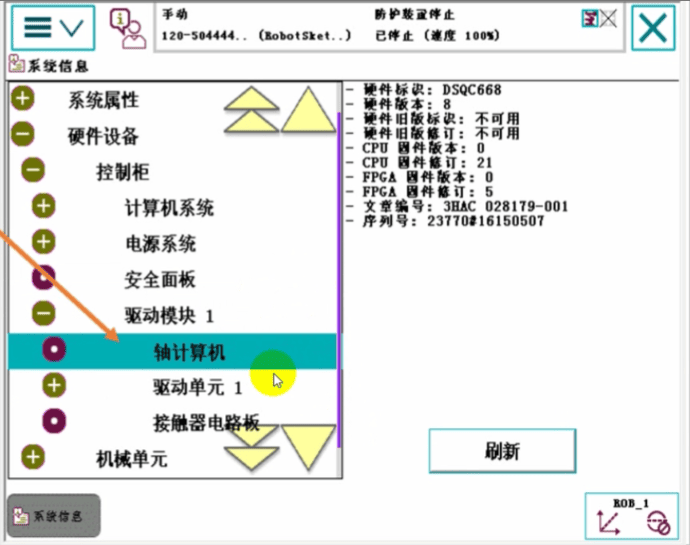 手动
防护装置停止
120-504444.. (RobotSket..)
已停止 (速度 100%)
系统信息
系统属性
硬件设备
控制柜
计算机系统
电源系统
安全面板
驱动模块 1
轴计算机
驱动单元 1
接触器电路板
机械单元
- 硬件标识: DSQC668
- 硬件版本: 8
- 硬件旧版标识: 不可用
- 硬件旧版修订: 不可用
- CPU 固件版本: 0
- CPU 固件修订: 21
- FPGA 固件版本: 0
- FPGA 固件修订: 5
- 文章编号: 3HAC 028179-001
- 序列号: 23770#16150507
刷新
系统信息
ROB_1